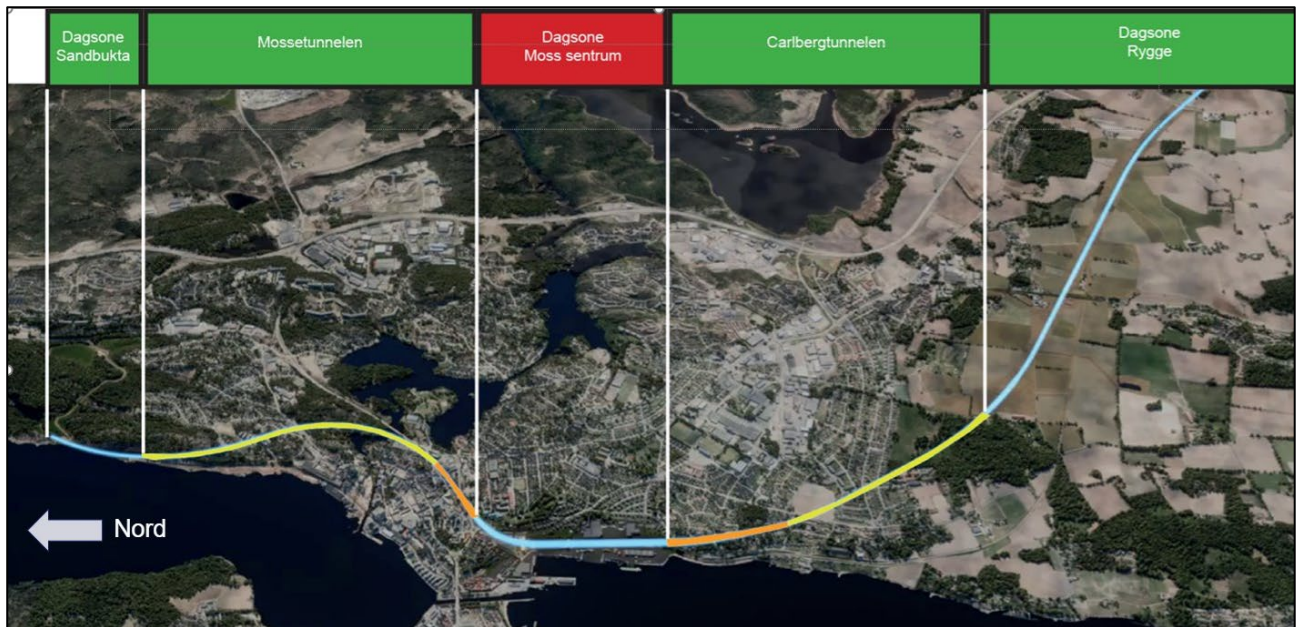 Dagsone
Sandbukta
Mossetunnelen
Dagsone
Moss sentrum
Carlbergtunnelen
Dagsone
Rygge
Nord